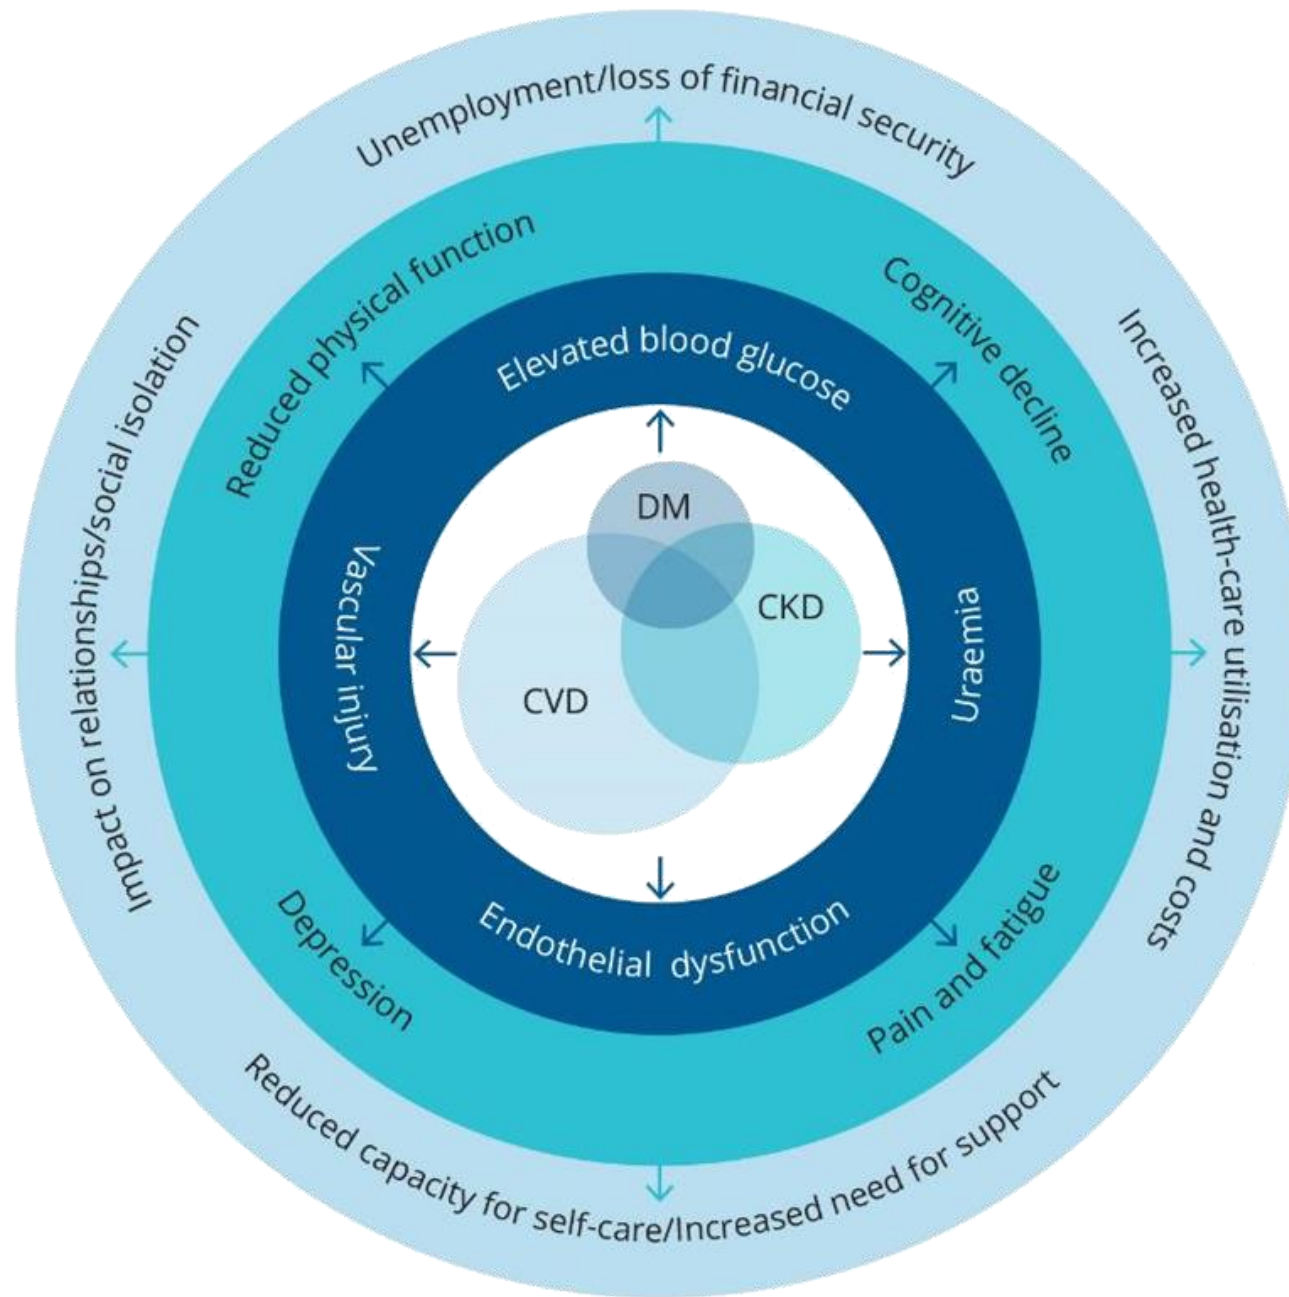 Unemployment/loss of financial security
Increased health-care utilisation and costs
Reduced capacity for self-care/Increased need for support
Impact on relationships/social isolation
Reduced physical function
Cognitive decline
Pain and fatigue
Depression
Elevated blood glucose
Uraemia
Endothelial dysfunction
Vascular injury
DM
CKD
CVD